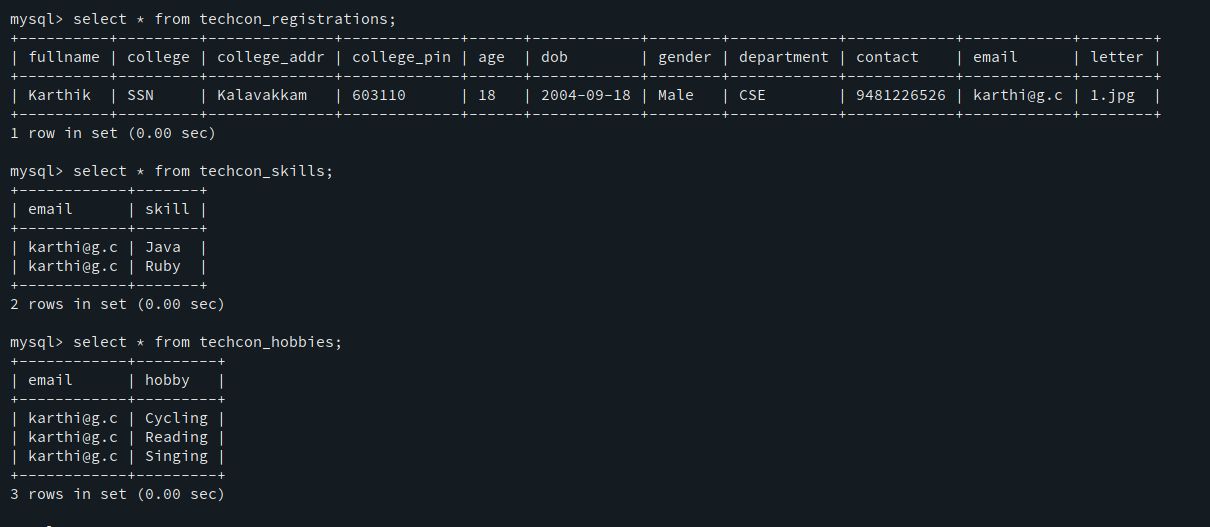 mysql> select * from techcon_registrations;
+----------+---------+--------------+-------------+------+------------+--------+------------+------------+------------+--------+
| fullname | college | college_addr | college_pin | age  | dob        | gender | department | contact    | email      | letter |
+----------+---------+--------------+-------------+------+------------+--------+------------+------------+------------+--------+
| Karthik  | SSN     | Kalavakkam   | 603110      | 18   | 2004-09-18 | Male   | CSE        | 9481226526 | karthi@g.c | 1.jpg  |
+----------+---------+--------------+-------------+------+------------+--------+------------+------------+------------+--------+
1 row in set (0.00 sec)

mysql> select * from techcon_skills;
+------------+-------+
| email      | skill |
+------------+-------+
| karthi@g.c | Java  |
| karthi@g.c | Ruby  |
+------------+-------+
2 rows in set (0.00 sec)

mysql> select * from techcon_hobbies;
+------------+---------+
| email      | hobby   |
+------------+---------+
| karthi@g.c | Cycling |
| karthi@g.c | Reading |
| karthi@g.c | Singing |
+------------+---------+
3 rows in set (0.00 sec)